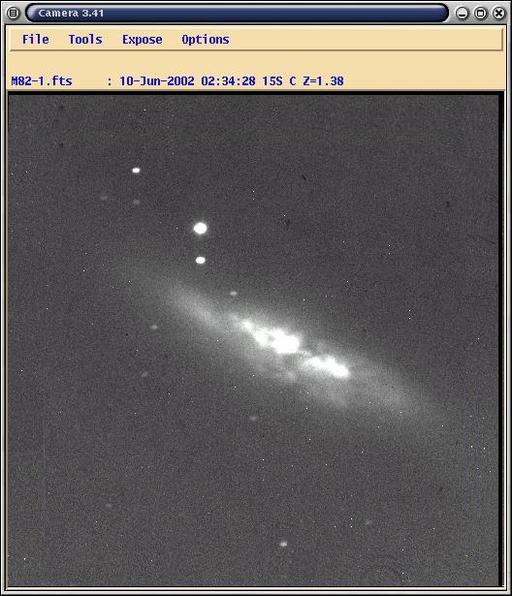 Camera 3.41
File Tools Expose Options
M82-1.fts : 10-Jun-2002 02:34:28 15S C Z=1.38